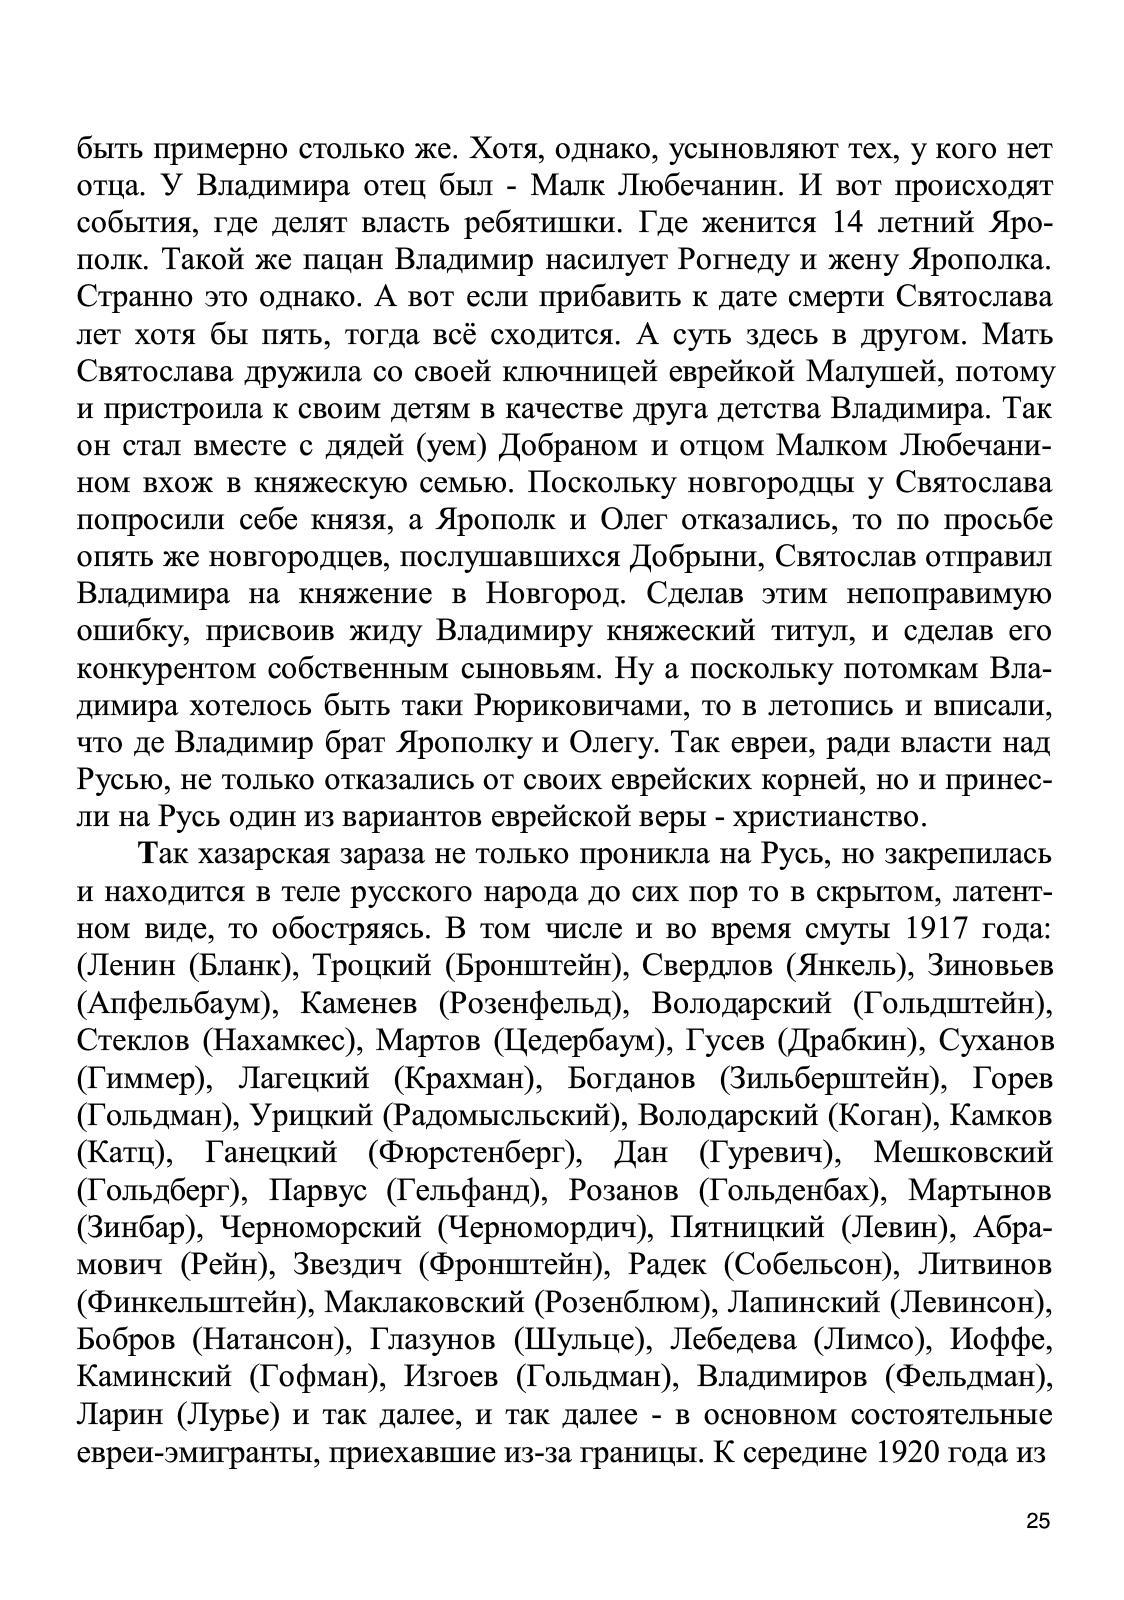 быть примерно столько же. Хотя, однако, усыновляют тех, у кого нет
отца. У Владимира отец был - Малк Любечанин. И вот происходят
события, где делят власть ребятишки. Где женится 14 летний Яро-
полк. Такой же пацан Владимир насилует Рогнеду и жену Ярополка.
Странно это однако. А вот если прибавить к дате смерти Святослава
лет хотя бы пять, тогда всё сходится. А суть здесь в другом. Мать
Святослава дружила со своей ключницей еврейкой Малушей, потому
и пристроила к своим детям в качестве друга детства Владимира. Так
он стал вместе с дядей (уем) Добраном и отцом Малком Любечани-
ном вхож в княжескую семью. Поскольку новгородцы у Святослава
попросили себе князя, а Ярополк и Олег отказались, то по просьбе
опять же новгородцев, послушавшихся Добрыни, Святослав отправил
Владимира на княжение в Новгород. Сделав этим непоправимую
ошибку, присвоив жиду Владимиру княжеский титул, и сделав его
конкурентом собственным сыновьям. Ну а поскольку потомкам Вла-
димира хотелось быть таки Рюриковичами, то в летопись и вписали,
что де Владимир брат Ярополку и Олегу. Так евреи, ради власти над
Русью, не только отказались от своих еврейских корней, но и принес-
ли на Русь один из вариантов еврейской веры - христианство.
Так хазарская зараза не только проникла на Русь, но закрепилась
и находится в теле русского народа до сих пор то в скрытом, латент-
ном виде, то обостряясь. В том числе и во время смуты 1917 года:
(Ленин (Бланк), Троцкий (Бронштейн), Свердлов (Янкель), Зиновьев
(Апфельбаум), Каменев (Розенфельд), Володарский (Гольдштейн),
Стеклов (Нахамкес), Мартов (Цедербаум), Гусев (Драбкин), Суханов
(Гиммер), Лагецкий (Крахман), Богданов (Зильберштейн), Горев
(Гольдман), Урицкий (Радомысльский), Володарский (Коган), Камков
(Катц), Ганецкий (Фюрстенберг), Дан (Гуревич), Мешковский
(Гольдберг), Парвус (Гельфанд), Розанов (Гольденбах), Мартынов
(Зинбар), Черноморский (Черномордич), Пятницкий (Левин), Абра-
мович (Рейн), Звездич (Фронштейн), Радек (Собельсон), Литвинов
(Финкельштейн), Маклаковский (Розенблюм), Лапинский (Левинсон),
Бобров (Натансон), Глазунов (Шульце), Лебедева (Лимсо), Иоффе,
Каминский (Гофман), Изгоев (Гольдман), Владимиров (Фельдман),
Ларин (Лурье) и так далее, и так далее - в основном состоятельные
евреи-эмигранты, приехавшие из-за границы. К середине 1920 года из
25